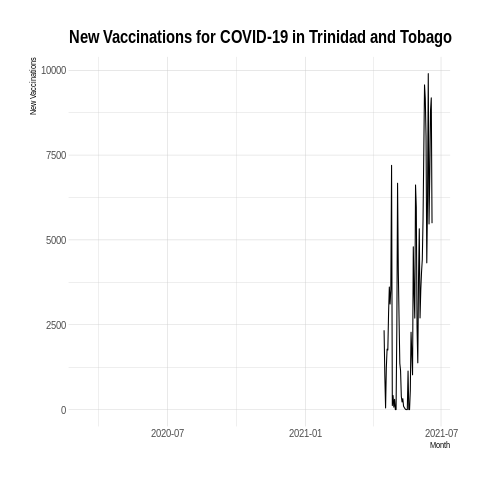 New Vaccinations for COVID-19 in Trinidad and Tobago
New Vaccinations
10000
7500
5000
2500
0
2020-07
2021-01
2021-07
Month